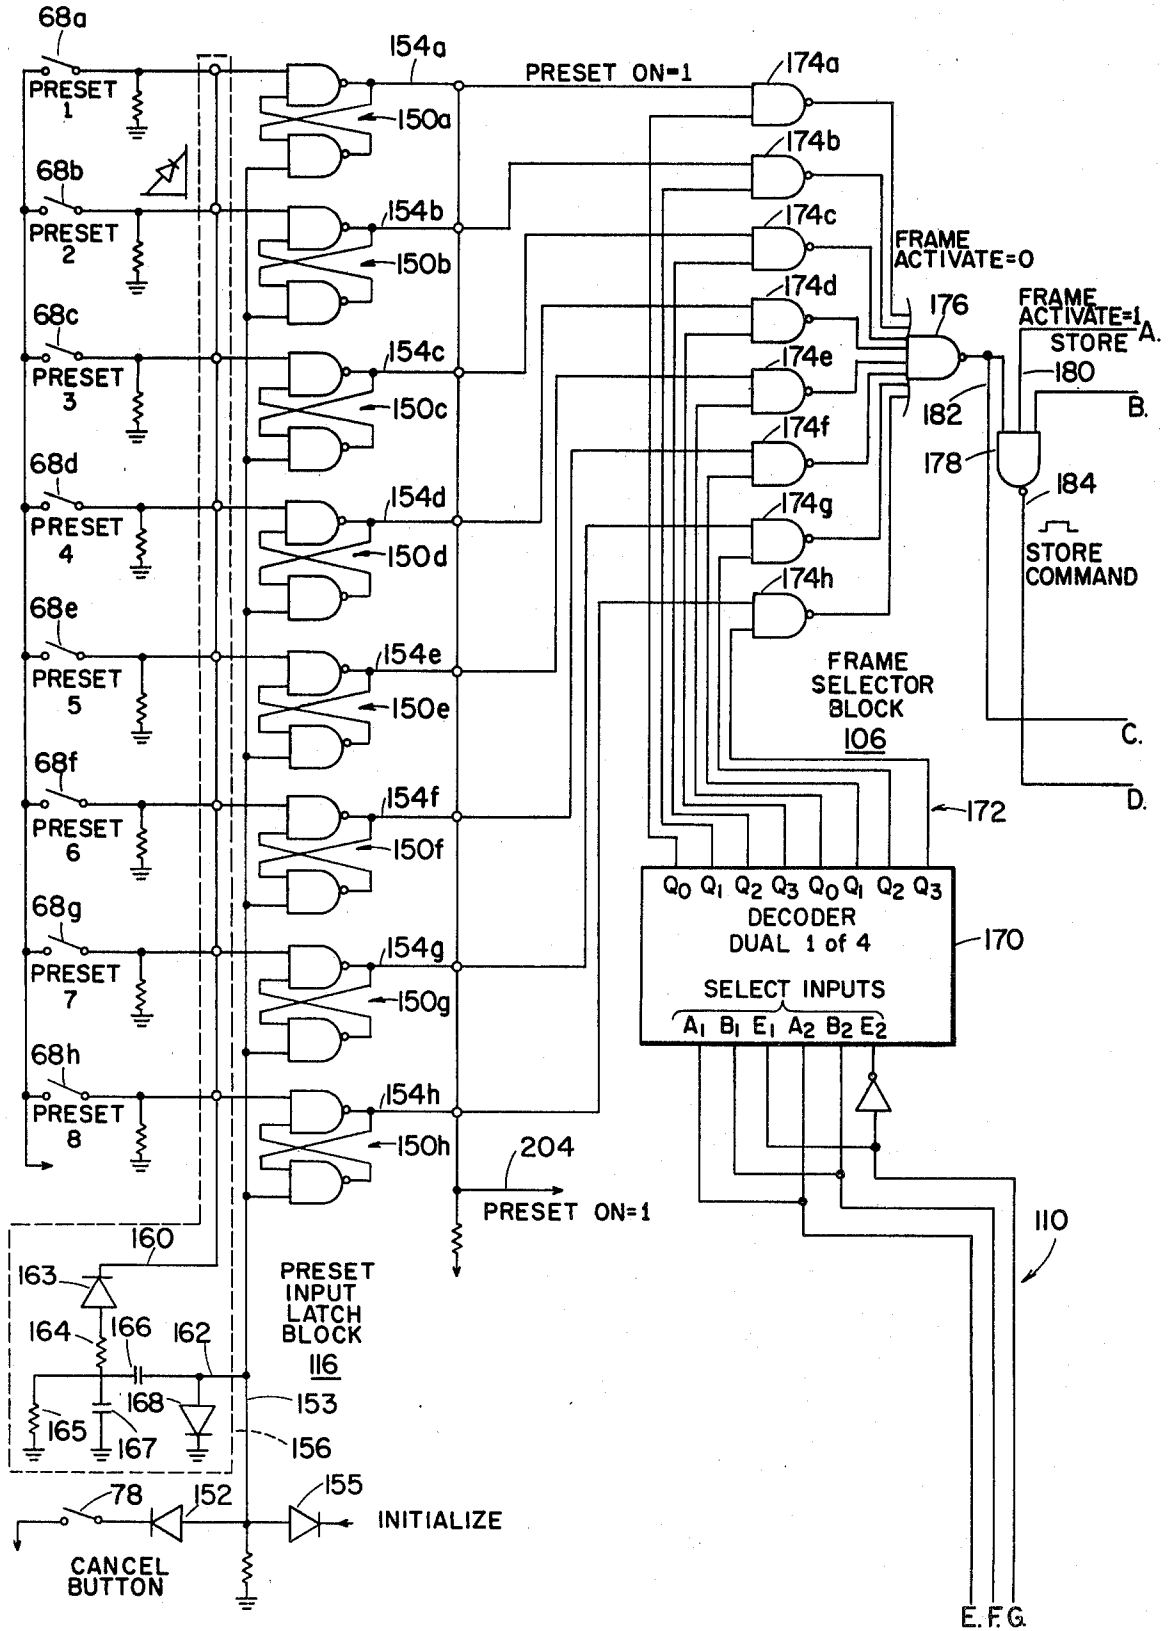 68a
PRESET
1
68b
PRESET
2
68c
PRESET
3
68d
PRESET
4
68e
PRESET
5
68f
PRESET
6
68g
PRESET
7
68h
PRESET
8
154a
150a
154b
150b
154c
150c
154d
150d
154e
150e
154f
150f
154g
150g
154h
150h
PRESET ON=1
174a
174b
174c
174d
174e
174f
174g
174h
FRAME
ACTIVATE=0
176
FRAME
ACTIVATE=1
STORE
A.
180
B.
182
178
184
STORE
COMMAND
FRAME
SELECTOR
BLOCK
106
C.
D.
172
Q0 Q1 Q2 Q3 Q0 Q1 Q2 Q3
DECODER
DUAL 1 of 4
170
SELECT INPUTS
A1 B1 E1 A2 B2 E2
204
PRESET ON=1
110
160
163
164
166
162
168
165
167
153
156
PRESET
INPUT
LATCH
BLOCK
116
78
152
155
INITIALIZE
CANCEL
BUTTON
E. F. G.